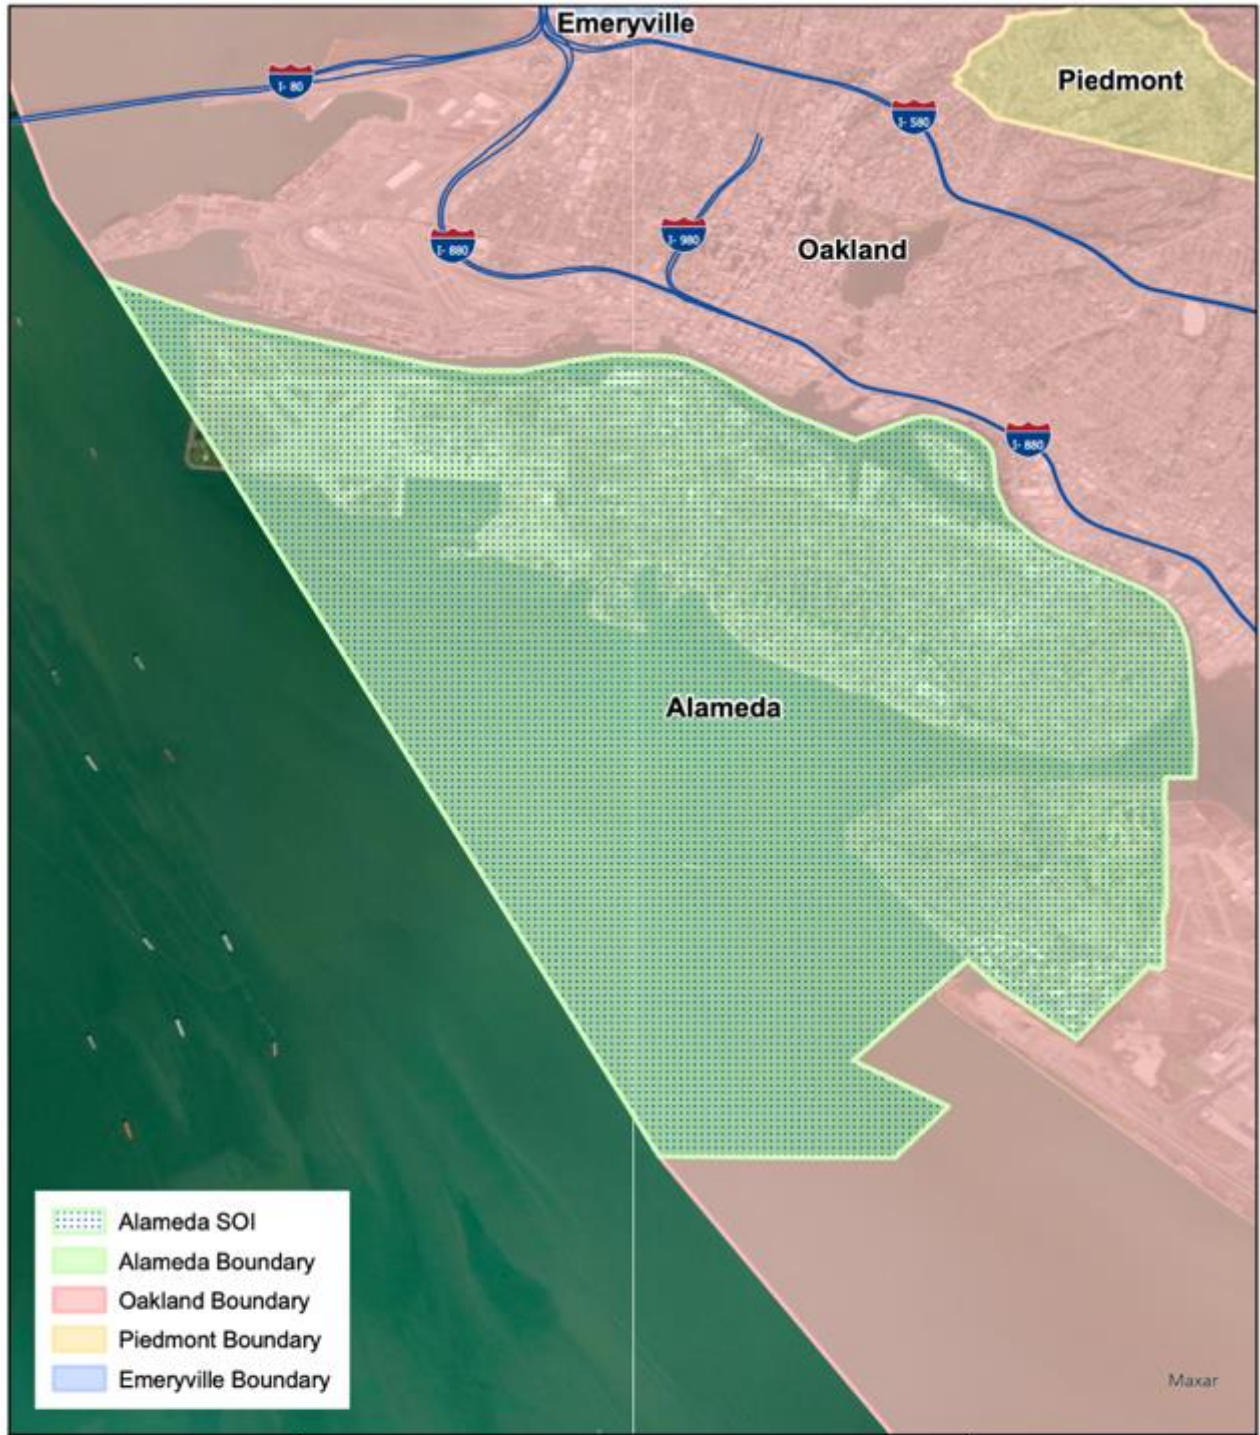 Emeryville
Piedmont
I- 80
I- 580
I- 880
I- 980
Oakland
I- 880
Alameda
Alameda SOI
Alameda Boundary
Oakland Boundary
Piedmont Boundary
Emeryville Boundary
Maxar